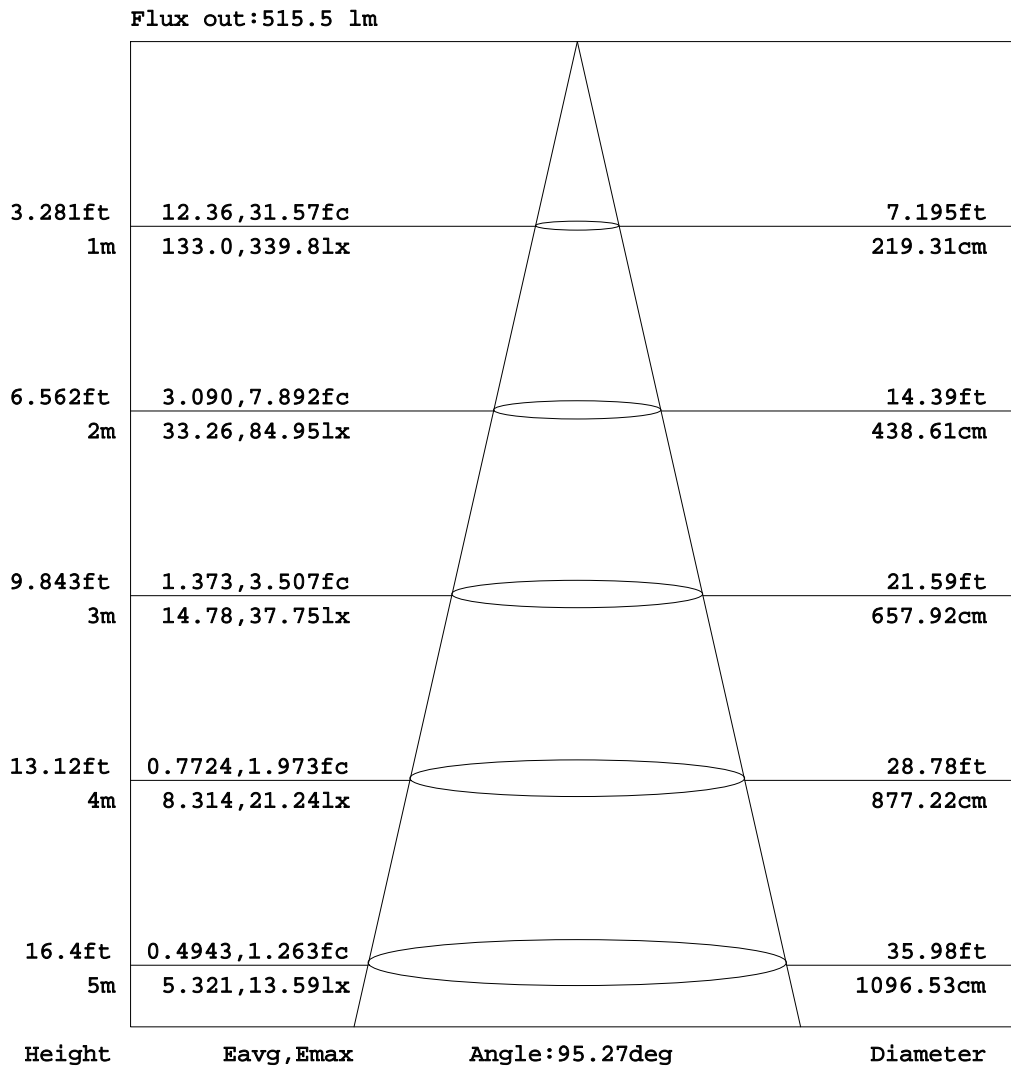 Flux out:515.5 lm
3.281ft 12.36,31.57fc 7.195ft
1m 133.0,339.8lx 219.31cm
6.562ft 3.090,7.892fc 14.39ft
2m 33.26,84.95lx 438.61cm
9.843ft 1.373,3.507fc 21.59ft
3m 14.78,37.75lx 657.92cm
13.12ft 0.7724,1.973fc 28.78ft
4m 8.314,21.24lx 877.22cm
16.4ft 0.4943,1.263fc 35.98ft
5m 5.321,13.59lx 1096.53cm
Height Eavg,Emax Angle:95.27deg Diameter